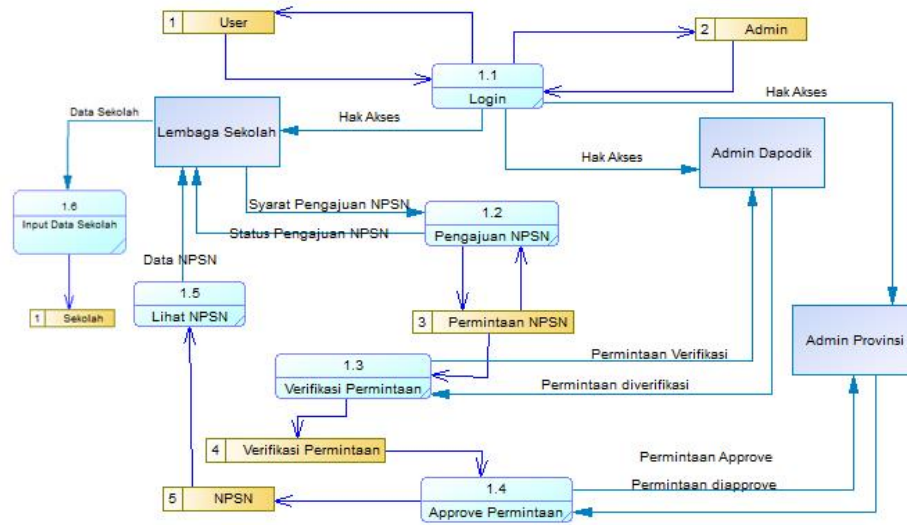 1 User
2 Admin
1.1
Login
Data Sekolah
Hak Akses
Hak Akses
Lembaga Sekolah
Hak Akses
Admin Dapodik
1.6
Input Data Sekolah
Syarat Pengajuan NPSN
1.2
Status Pengajuan NPSN
Pengajuan NPSN
Data NPSN
1.5
Lihat NPSN
1 Sekolah
3 Permintaan NPSN
Admin Provinsi
1.3
Verifikasi Permintaan
Permintaan Verifikasi
Permintaan diverifikasi
4 Verifikasi Permintaan
Permintaan Approve
1.4
Permintaan diapprove
5 NPSN
Approve Permintaan